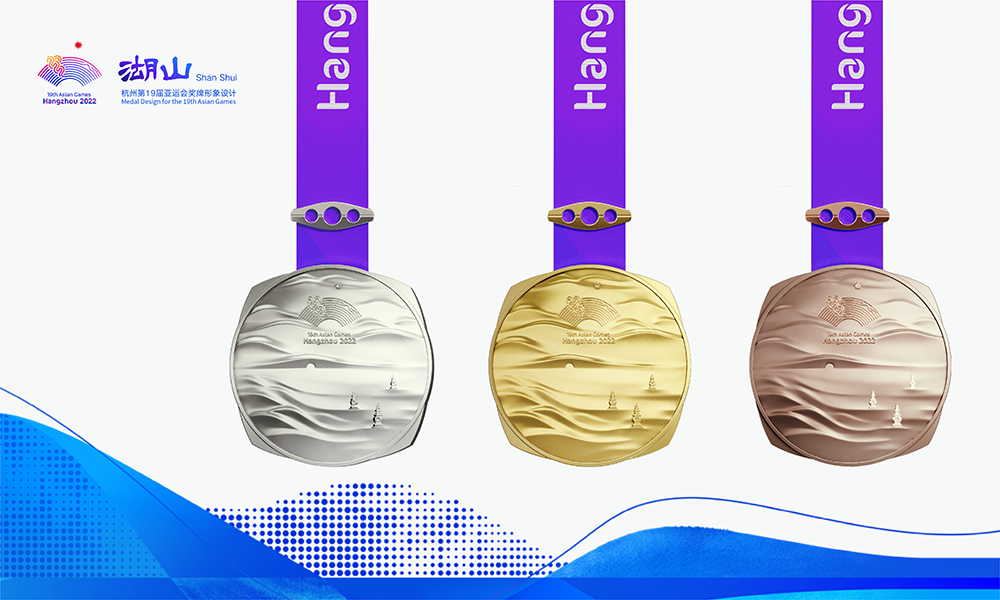 19th Asian Games
Hangzhou 2022
湖山 Shan Shui
杭州第19届亚运会奖牌形象设计
Medal Design for the 19th Asian Games
Hang
Hang
Hang
19th Asian Games
Hangzhou 2022
19th Asian Games
Hangzhou 2022
19th Asian Games
Hangzhou 2022